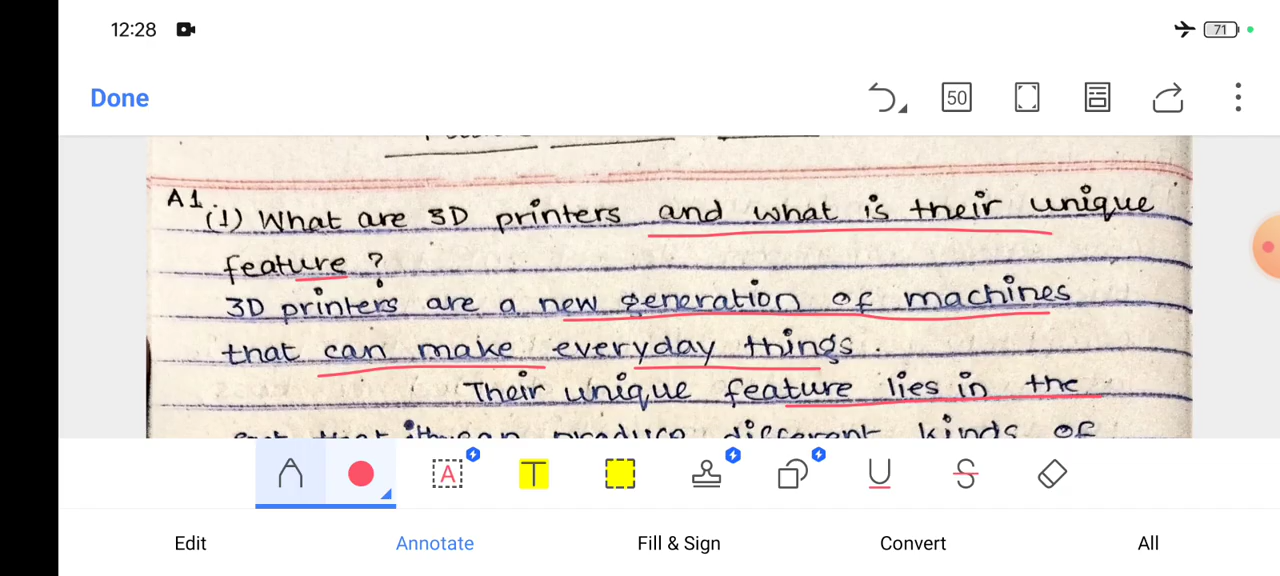 12:28
71
Done
50
A1.
(1) What are 3D printers and what is their unique
feature ?
3D printers are a new generation of machines
that can make everyday things.
Their unique feature lies in the
produce different kinds of
A
T
U
S
Edit
Annotate
Fill & Sign
Convert
All